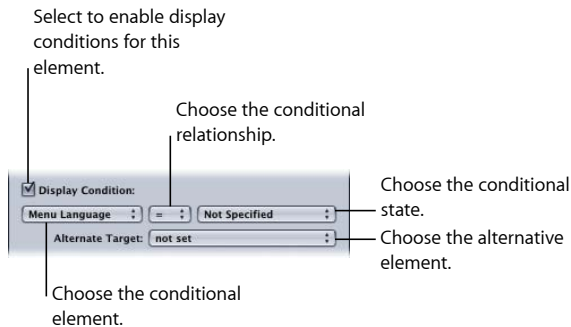 Select to enable display
conditions for this
element.
Choose the conditional
relationship.
Display Condition:
Menu Language = Not Specified
Alternate Target: not set
Choose the conditional
state.
Choose the alternative
element.
Choose the conditional
element.